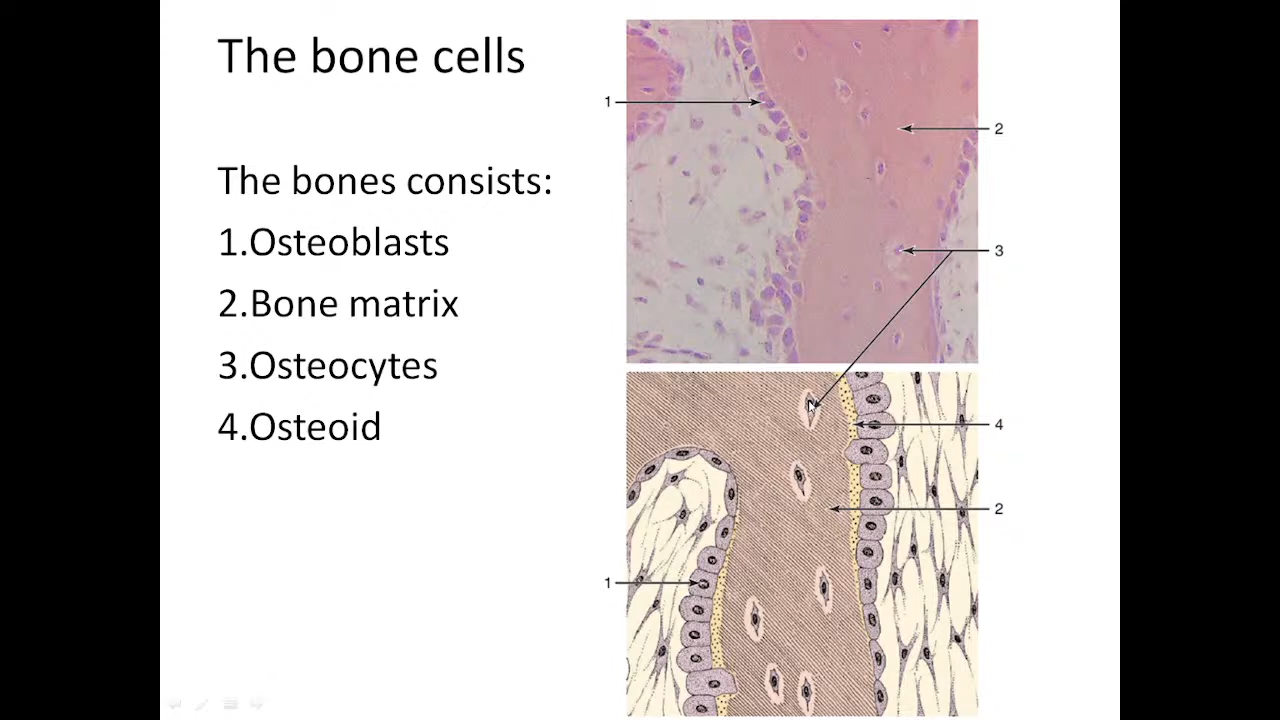 The bone cells
The bones consists:
1.Osteoblasts
2.Bone matrix
3.Osteocytes
4.Osteoid
1
2
3
4
2
1